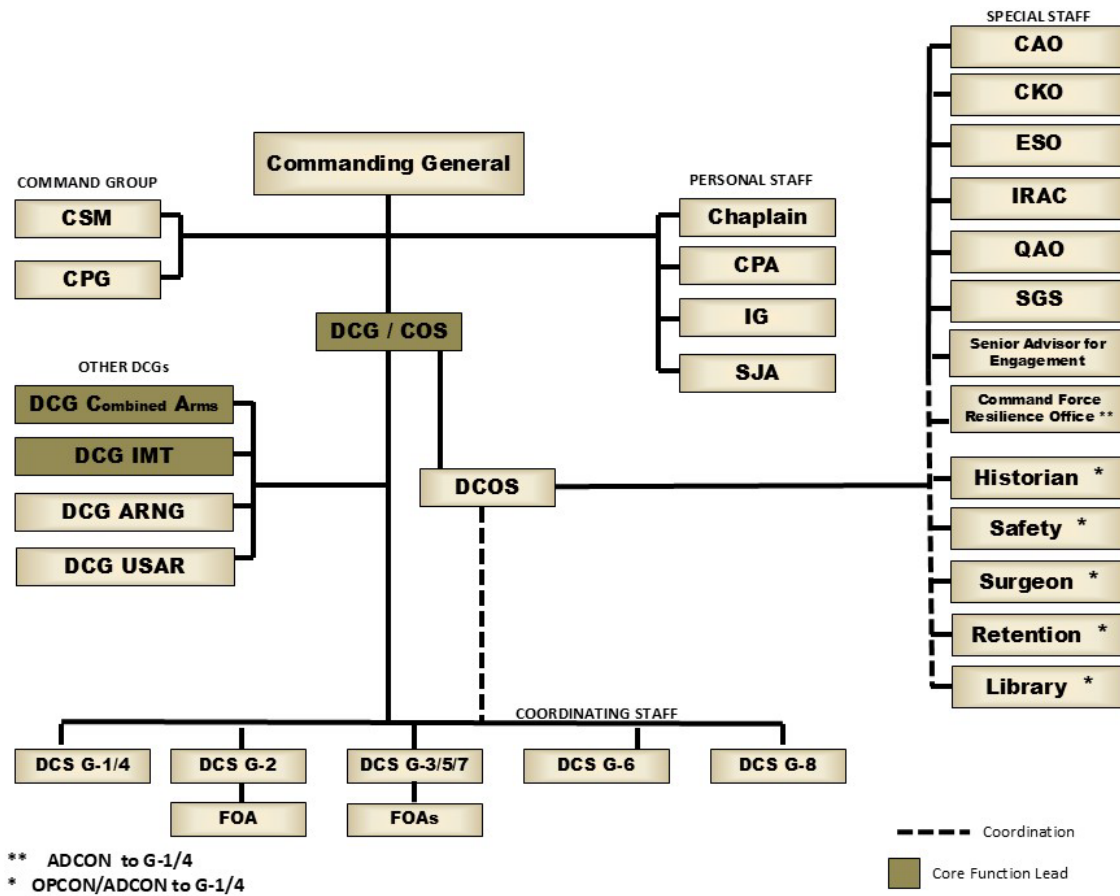 SPECIAL STAFF
CAO
CKO
ESO
IRAC
QAO
SGS
Senior Advisor for
Engagement
Command Force
Resilience Office **
Historian *
Safety *
Surgeon *
Retention *
Library *
Commanding General
COMMAND GROUP
CSM
CPG
PERSONAL STAFF
Chaplain
CPA
IG
SJA
DCG / COS
OTHER DCGs
DCG Combined Arms
DCG IMT
DCG ARNG
DCG USAR
DCOS
COORDINATING STAFF
DCS G-1/4
DCS G-2
DCS G-3/5/7
DCS G-6
DCS G-8
FOA
FOAs
** ADCON to G-1/4
* OPCON/ADCON to G-1/4
Coordination
Core Function Lead